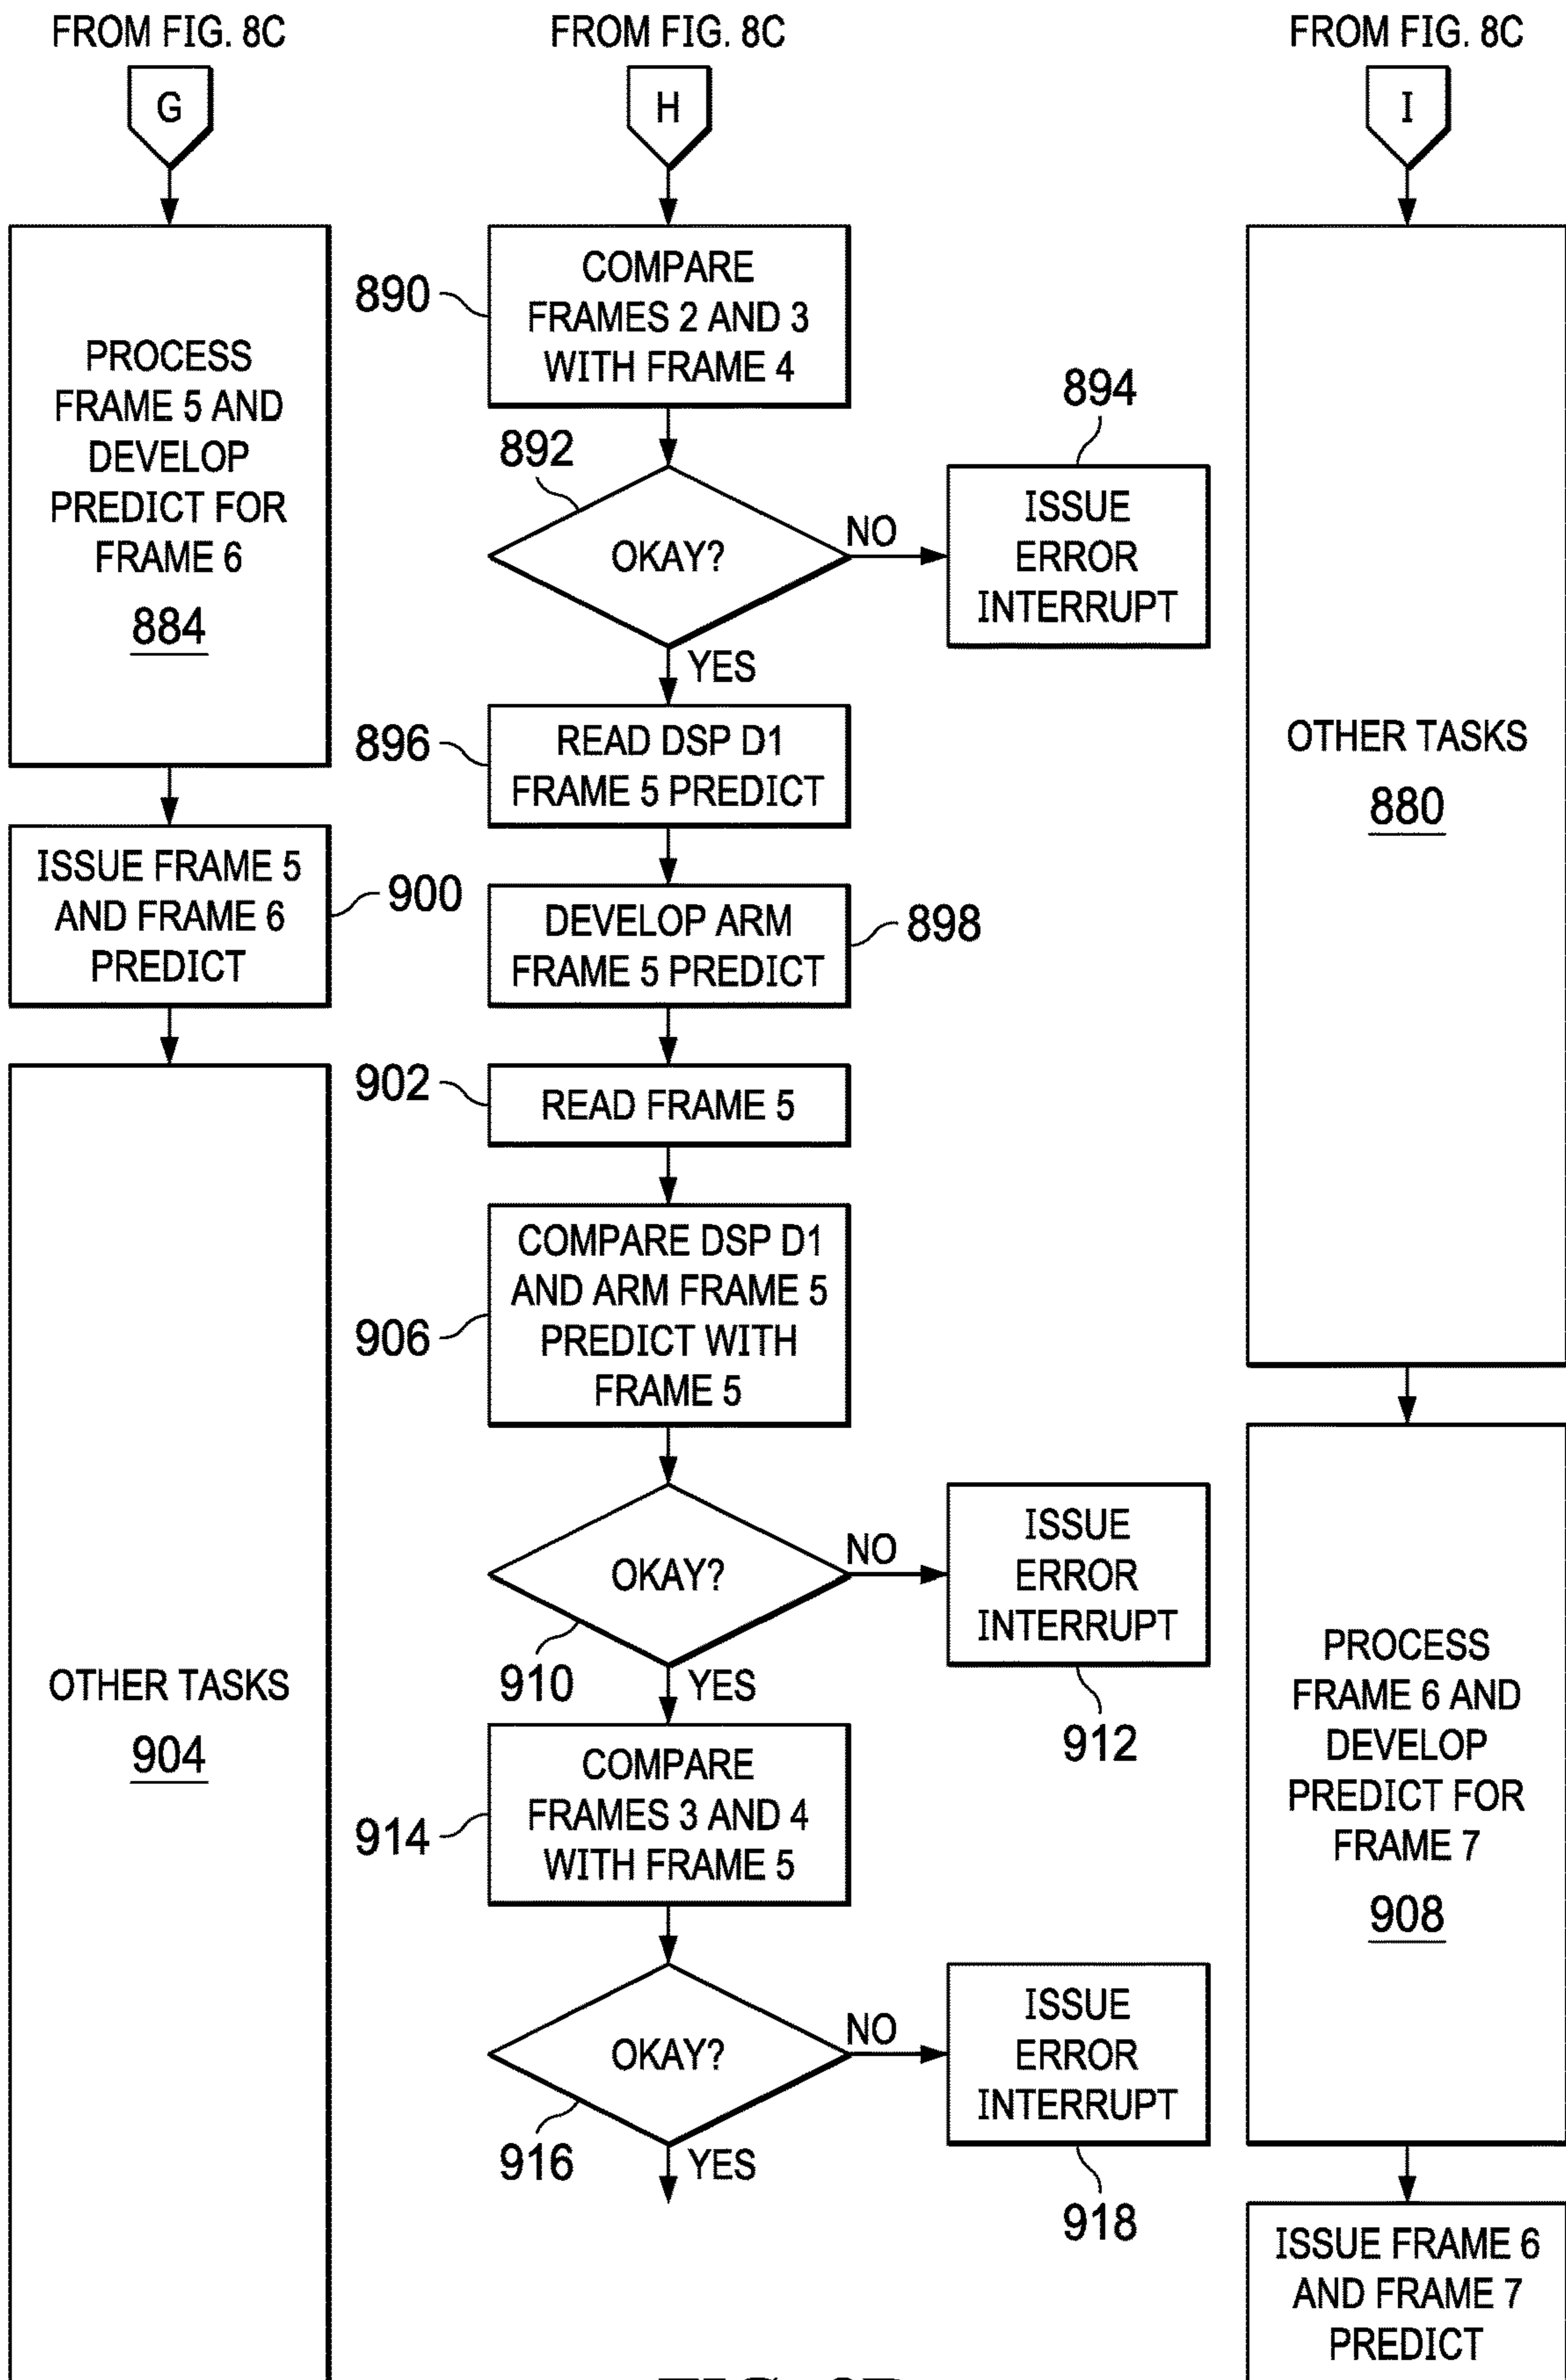 FROM FIG. 8C
G
PROCESS
FRAME 5 AND
DEVELOP
PREDICT FOR
FRAME 6
884
ISSUE FRAME 5
AND FRAME 6
PREDICT
900
OTHER TASKS
904
FROM FIG. 8C
H
COMPARE
FRAMES 2 AND 3
WITH FRAME 4
890
892
OKAY?
NO
894
ISSUE
ERROR
INTERRUPT
YES
896
READ DSP D1
FRAME 5 PREDICT
DEVELOP ARM
FRAME 5 PREDICT
898
902
READ FRAME 5
COMPARE DSP D1
AND ARM FRAME 5
PREDICT WITH
FRAME 5
906
OKAY?
910
NO
ISSUE
ERROR
INTERRUPT
912
YES
COMPARE
FRAMES 3 AND 4
WITH FRAME 5
914
OKAY?
916
NO
ISSUE
ERROR
INTERRUPT
918
YES
FROM FIG. 8C
I
OTHER TASKS
880
PROCESS
FRAME 6 AND
DEVELOP
PREDICT FOR
FRAME 7
908
ISSUE FRAME 6
AND FRAME 7
PREDICT